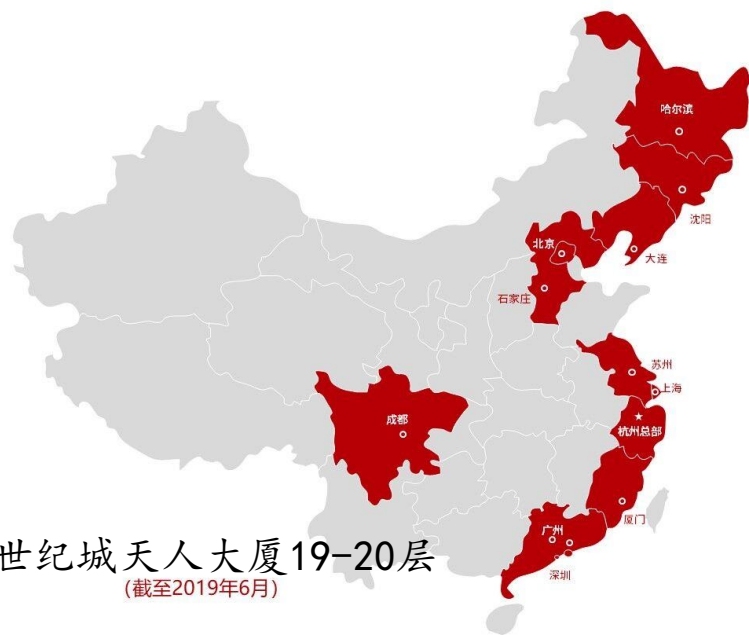 哈尔滨
沈阳
北京
大连
石家庄
苏州
上海
成都
杭州总部
厦门
广州
深圳
世纪城天人大厦19-20层
(截至2019年6月)